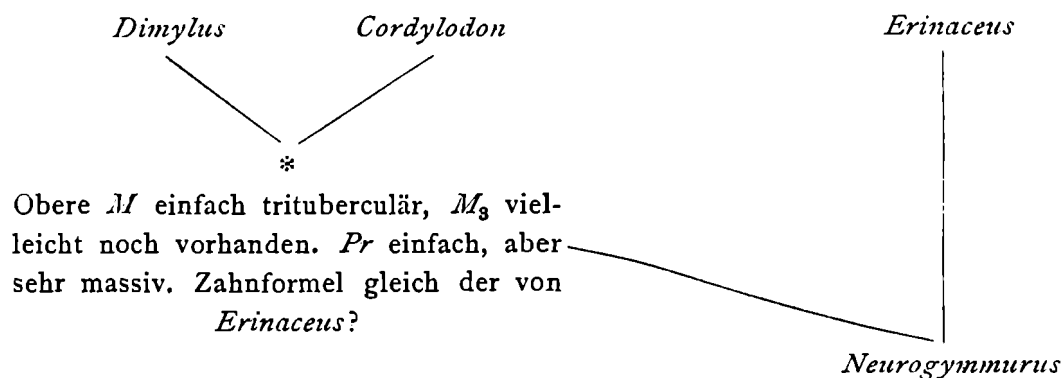 Dimylus Cordylodon Erinaceus
*
Obere M einfach trituberculär, M₃ viel-
leicht noch vorhanden. Pr einfach, aber
sehr massiv. Zahnformel gleich der von
Erinaceus?
Neurogymmurus